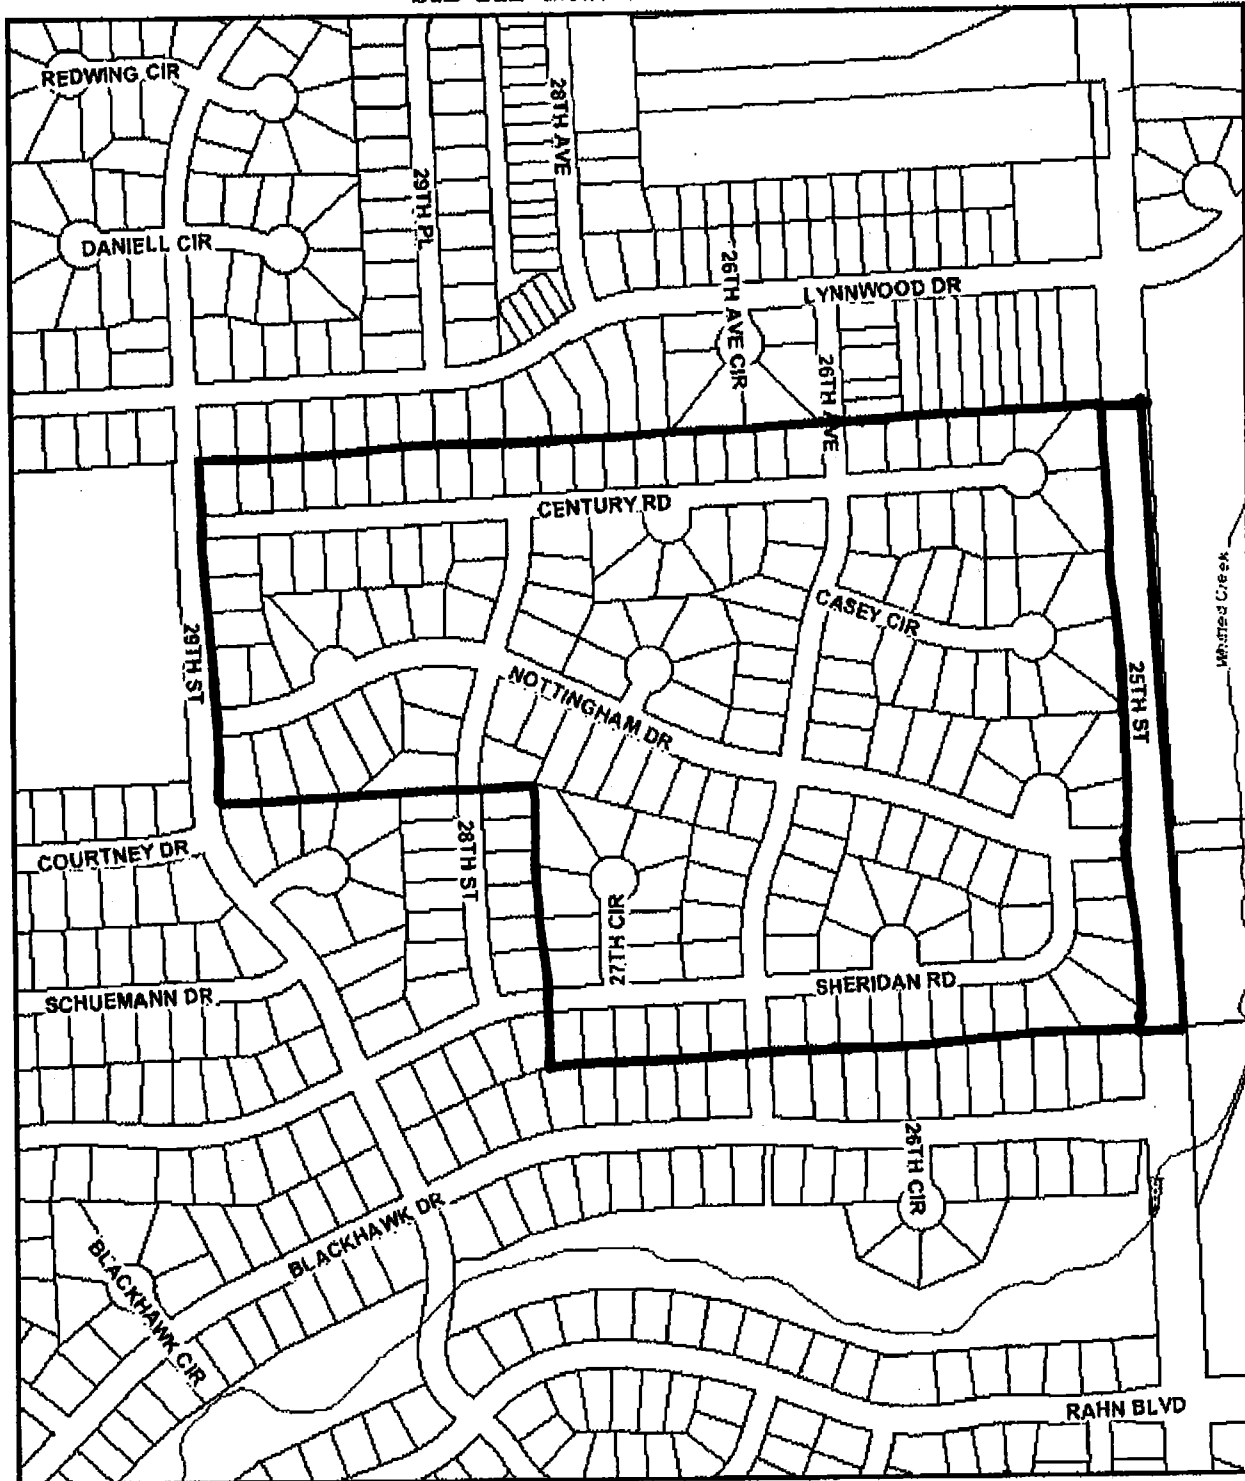 REDWING CIR
28TH AVE
29TH PL
DANIELL CIR
26TH AVE CIR
LYNNWOOD DR
26TH AVE
CENTURY RD
CASEY CIR
29TH ST
NOTTINGHAM DR
25TH ST
Creek
COURTNEY DR
28TH ST
27TH CIR
SCHUEMANN DR
SHERIDAN RD
26TH CIR
BLACKHAWK DR
BLACKHAWK CIR
RAHN BLVD